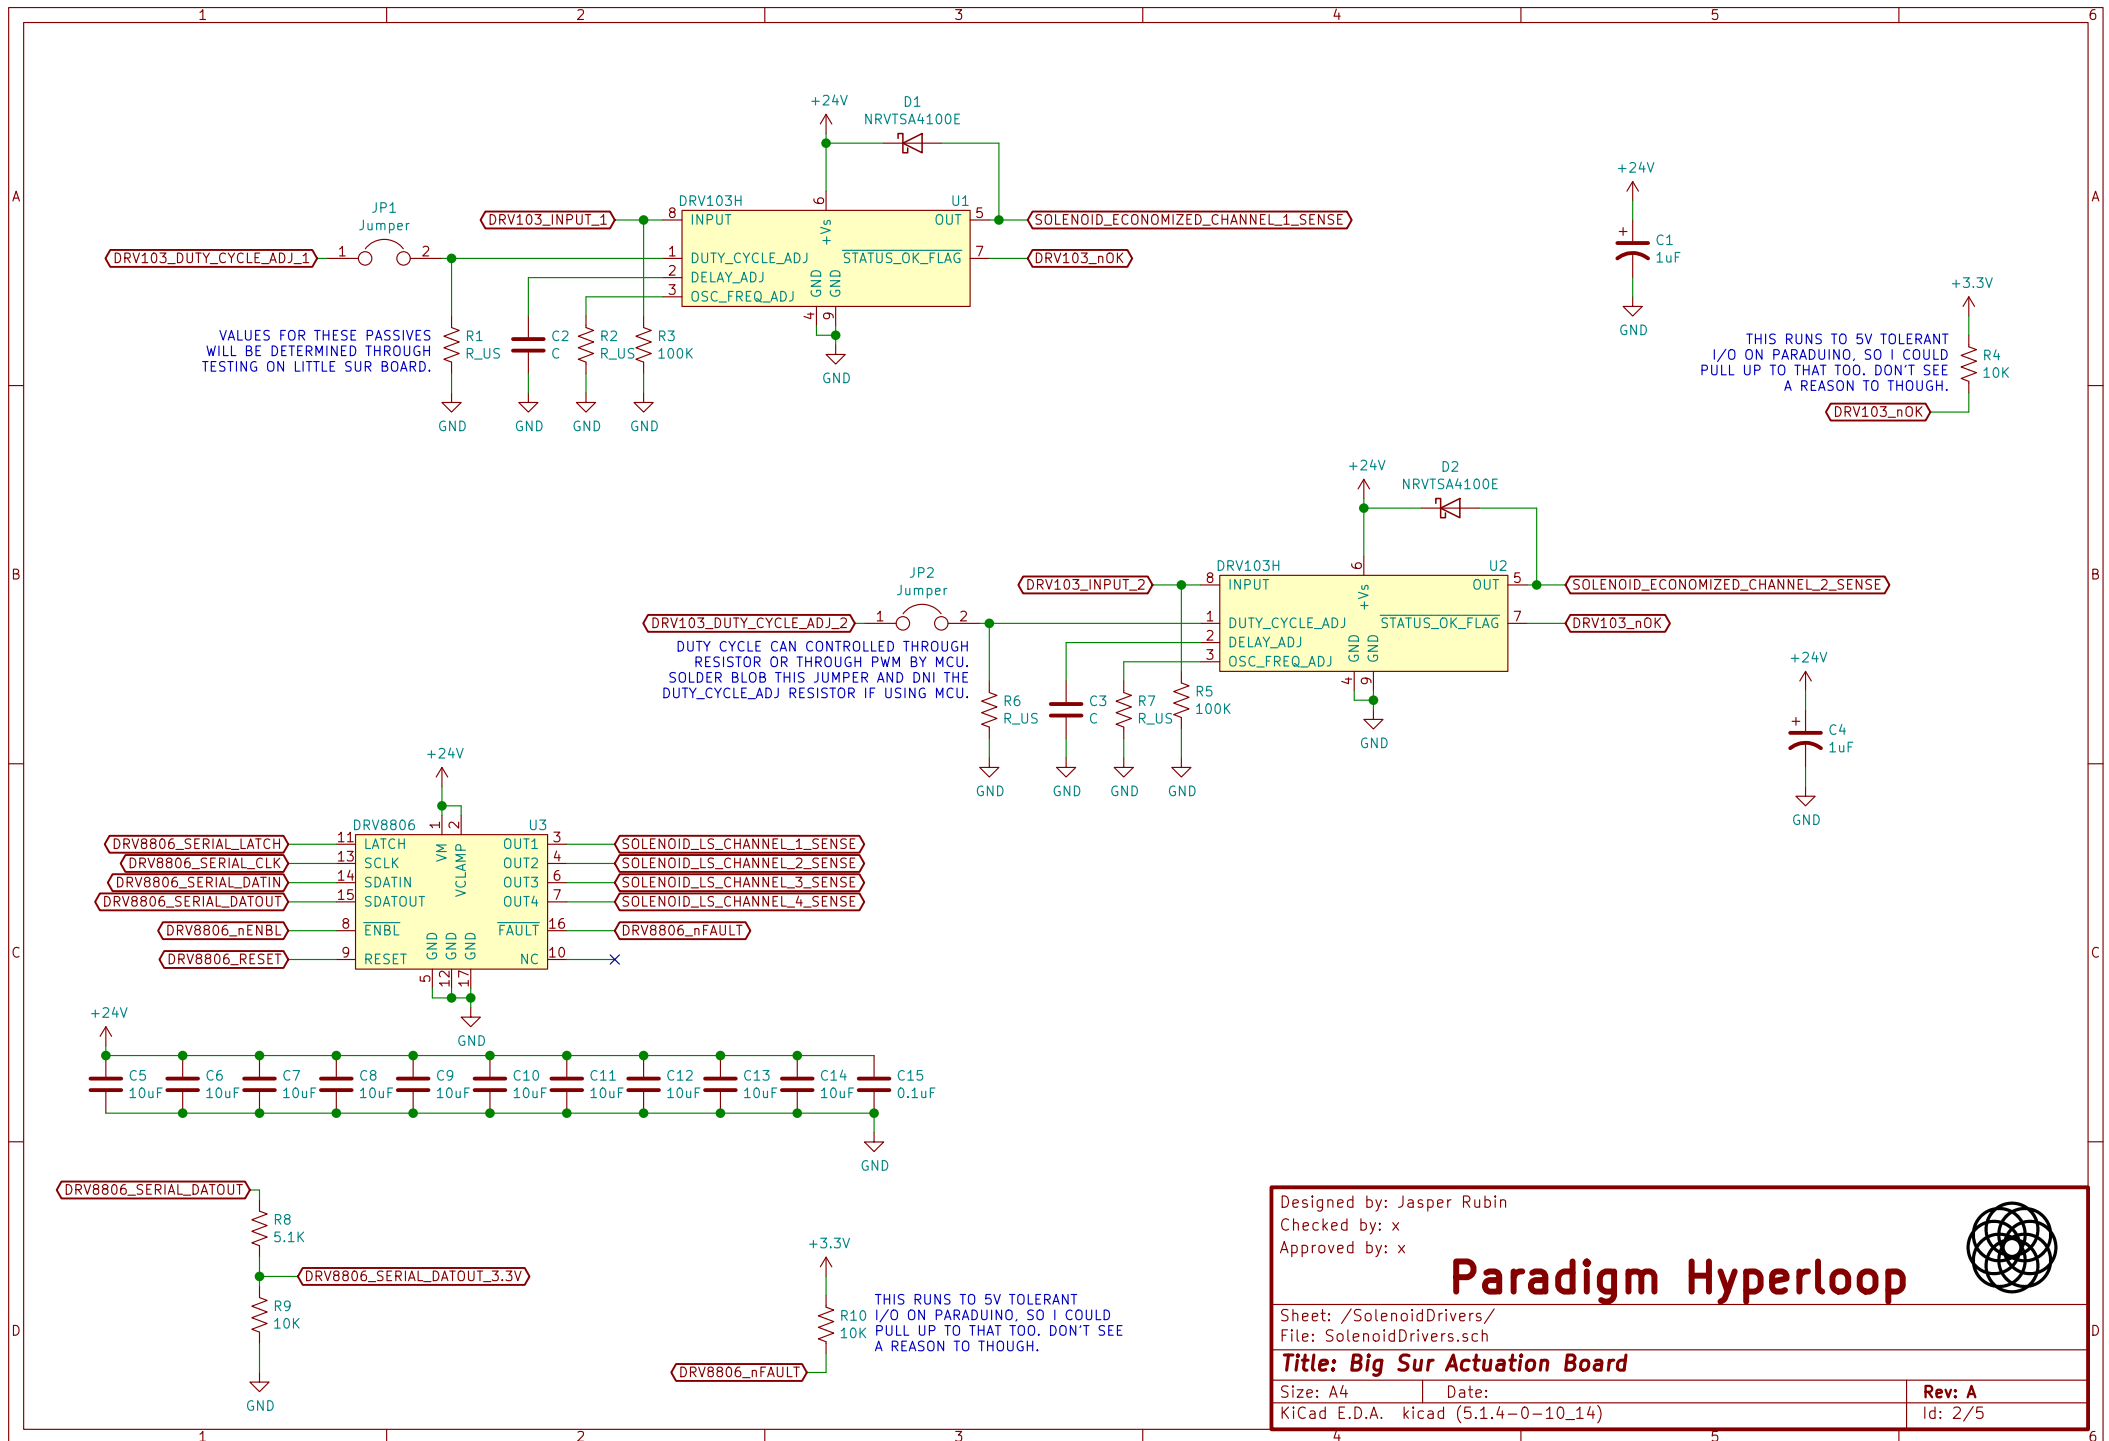 1 2 3 4 5 6
A
A
B
B
C
C
D
D
+24V
D1
NRVTSA4100E
DRV103H
U1
6
+Vs
DRV103_INPUT_1
8 INPUT
OUT 5
SOLENOID_ECONOMIZED_CHANNEL_1_SENSE
JP1
Jumper
DRV103_DUTY_CYCLE_ADJ_1
1 2
1 DUTY_CYCLE_ADJ
STATUS_OK_FLAG 7
DRV103_nOK
2 DELAY_ADJ
3 OSC_FREQ_ADJ
GND GND
4 9
GND
VALUES FOR THESE PASSIVES
WILL BE DETERMINED THROUGH
TESTING ON LITTLE SUR BOARD.
R1
R_US
C2
C
R2
R_US
R3
100K
GND GND GND GND
+24V
+
C1
1uF
GND
+3.3V
THIS RUNS TO 5V TOLERANT
I/O ON PARADUINO, SO I COULD
PULL UP TO THAT TOO. DON'T SEE
A REASON TO THOUGH.
R4
10K
DRV103_nOK
+24V
D2
NRVTSA4100E
DRV103H
U2
6
+Vs
DRV103_INPUT_2
8 INPUT
OUT 5
SOLENOID_ECONOMIZED_CHANNEL_2_SENSE
JP2
Jumper
DRV103_DUTY_CYCLE_ADJ_2
1 2
1 DUTY_CYCLE_ADJ
STATUS_OK_FLAG 7
DRV103_nOK
2 DELAY_ADJ
3 OSC_FREQ_ADJ
GND GND
4 9
GND
DUTY CYCLE CAN CONTROLLED THROUGH
RESISTOR OR THROUGH PWM BY MCU.
SOLDER BLOB THIS JUMPER AND DNI THE
DUTY_CYCLE_ADJ RESISTOR IF USING MCU.
R6
R_US
C3
C
R7
R_US
R5
100K
GND GND GND GND
+24V
+
C4
1uF
GND
+24V
DRV8806
U3
1 2
VM VCLAMP
DRV8806_SERIAL_LATCH
11 LATCH
OUT1 3
SOLENOID_LS_CHANNEL_1_SENSE
DRV8806_SERIAL_CLK
13 SCLK
OUT2 4
SOLENOID_LS_CHANNEL_2_SENSE
DRV8806_SERIAL_DATIN
14 SDATIN
OUT3 6
SOLENOID_LS_CHANNEL_3_SENSE
DRV8806_SERIAL_DATOUT
15 SDATOUT
OUT4 7
SOLENOID_LS_CHANNEL_4_SENSE
DRV8806_nENBL
8 ENBL
FAULT 16
DRV8806_nFAULT
DRV8806_RESET
9 RESET
NC 10
GND GND GND
5 12 17
GND
+24V
C5
10uF
C6
10uF
C7
10uF
C8
10uF
C9
10uF
C10
10uF
C11
10uF
C12
10uF
C13
10uF
C14
10uF
C15
0.1uF
GND
DRV8806_SERIAL_DATOUT
R8
5.1K
DRV8806_SERIAL_DATOUT_3.3V
R9
10K
GND
+3.3V
R10
10K
THIS RUNS TO 5V TOLERANT
I/O ON PARADUINO, SO I COULD
PULL UP TO THAT TOO. DON'T SEE
A REASON TO THOUGH.
DRV8806_nFAULT
Designed by: Jasper Rubin
Checked by: x
Approved by: x
Paradigm Hyperloop
Sheet: /SolenoidDrivers/
File: SolenoidDrivers.sch
Title: Big Sur Actuation Board
Size: A4 Date: Rev: A
KiCad E.D.A. kicad (5.1.4-0-10_14) Id: 2/5
1 2 3 4 5 6